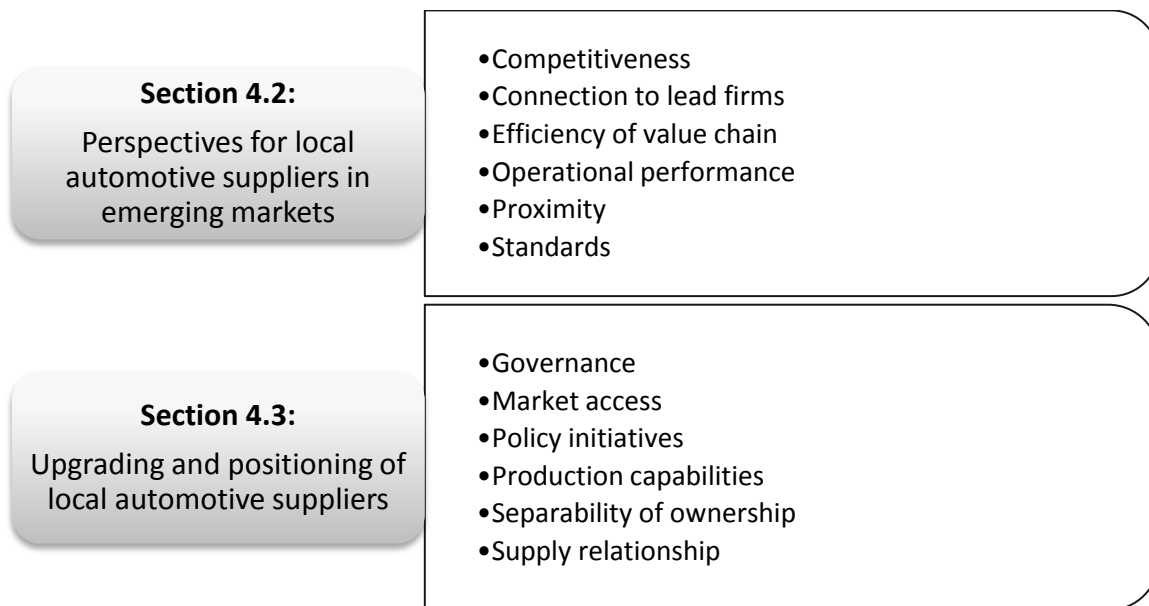 Section 4.2:
Perspectives for local
automotive suppliers in
emerging markets
•Competitiveness
•Connection to lead firms
•Efficiency of value chain
•Operational performance
•Proximity
•Standards
Section 4.3:
Upgrading and positioning of
local automotive suppliers
•Governance
•Market access
•Policy initiatives
•Production capabilities
•Separability of ownership
•Supply relationship